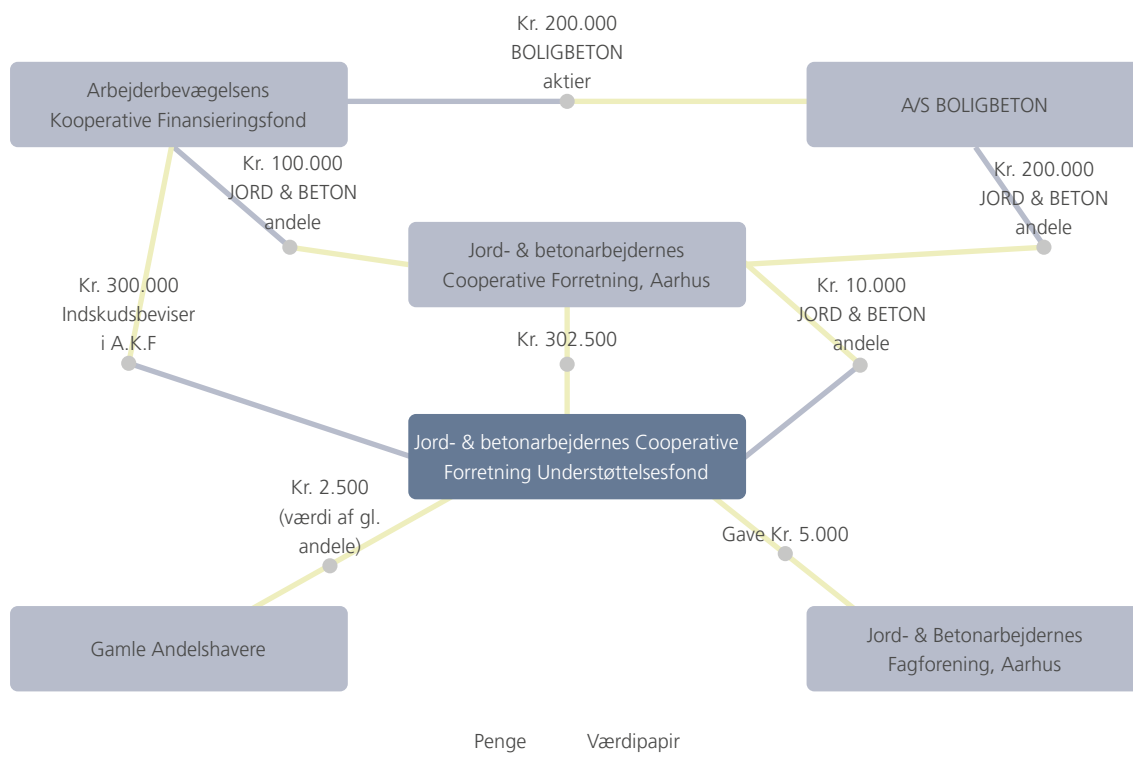 Kr. 200.000
BOLIGBETON
aktier
Arbejderbevægelsens
Kooperative Finansieringsfond
A/S BOLIGBETON
Kr. 100.000
JORD & BETON
andele
Kr. 200.000
JORD & BETON
andele
Jord- & betonarbejdernes
Cooperative Forretning, Aarhus
Kr. 300.000
Indskudsbeviser
i A.K.F
Kr. 302.500
Kr. 10.000
JORD & BETON
andele
Jord- & betonarbejdernes Cooperative
Forretning Understøttelsesfond
Kr. 2.500
(værdi af gl.
andele)
Gave Kr. 5.000
Gamle Andelshavere
Jord- & Betonarbejdernes
Fagforening, Aarhus
Penge Værdipapir